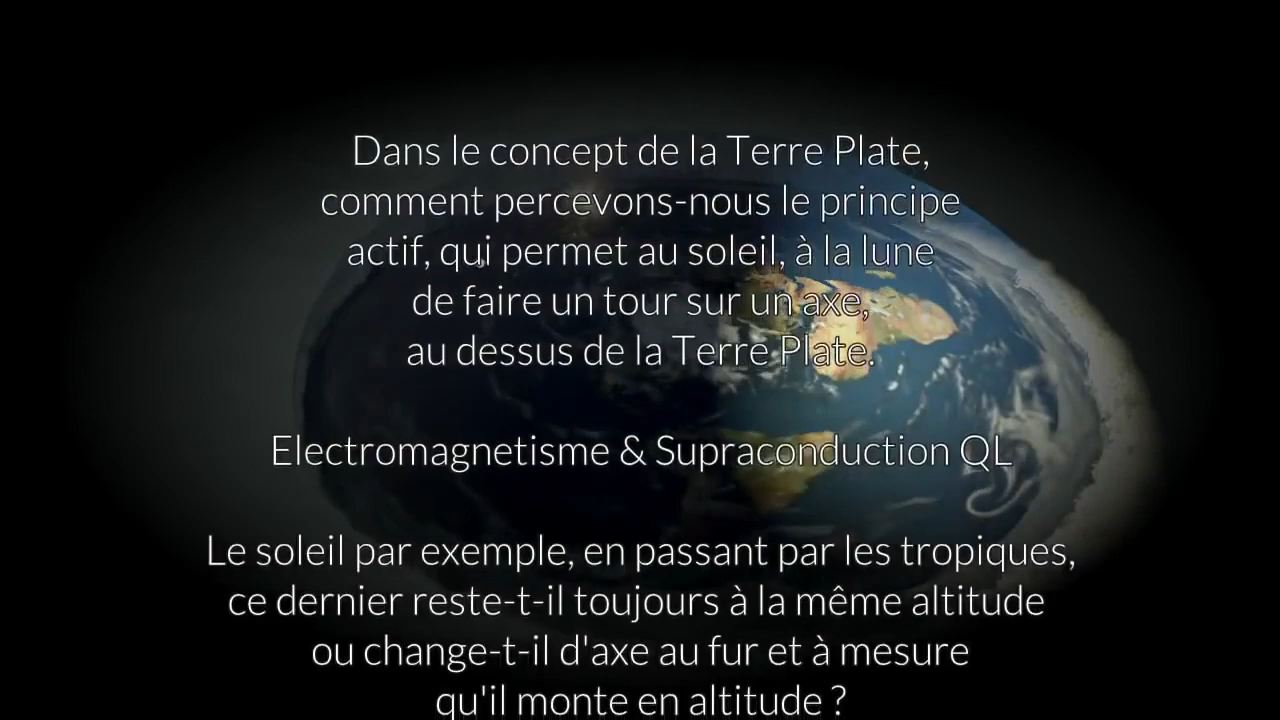 Dans le concept de la Terre Plate,
comment percevons-nous le principe
actif, qui permet au soleil, à la lune
de faire un tour sur un axe,
au dessus de la Terre Plate.
Electromagnetisme & Supraconduction QL
Le soleil par exemple, en passant par les tropiques,
ce dernier reste-t-il toujours à la même altitude
ou change-t-il d'axe au fur et à mesure
qu'il monte en altitude ?